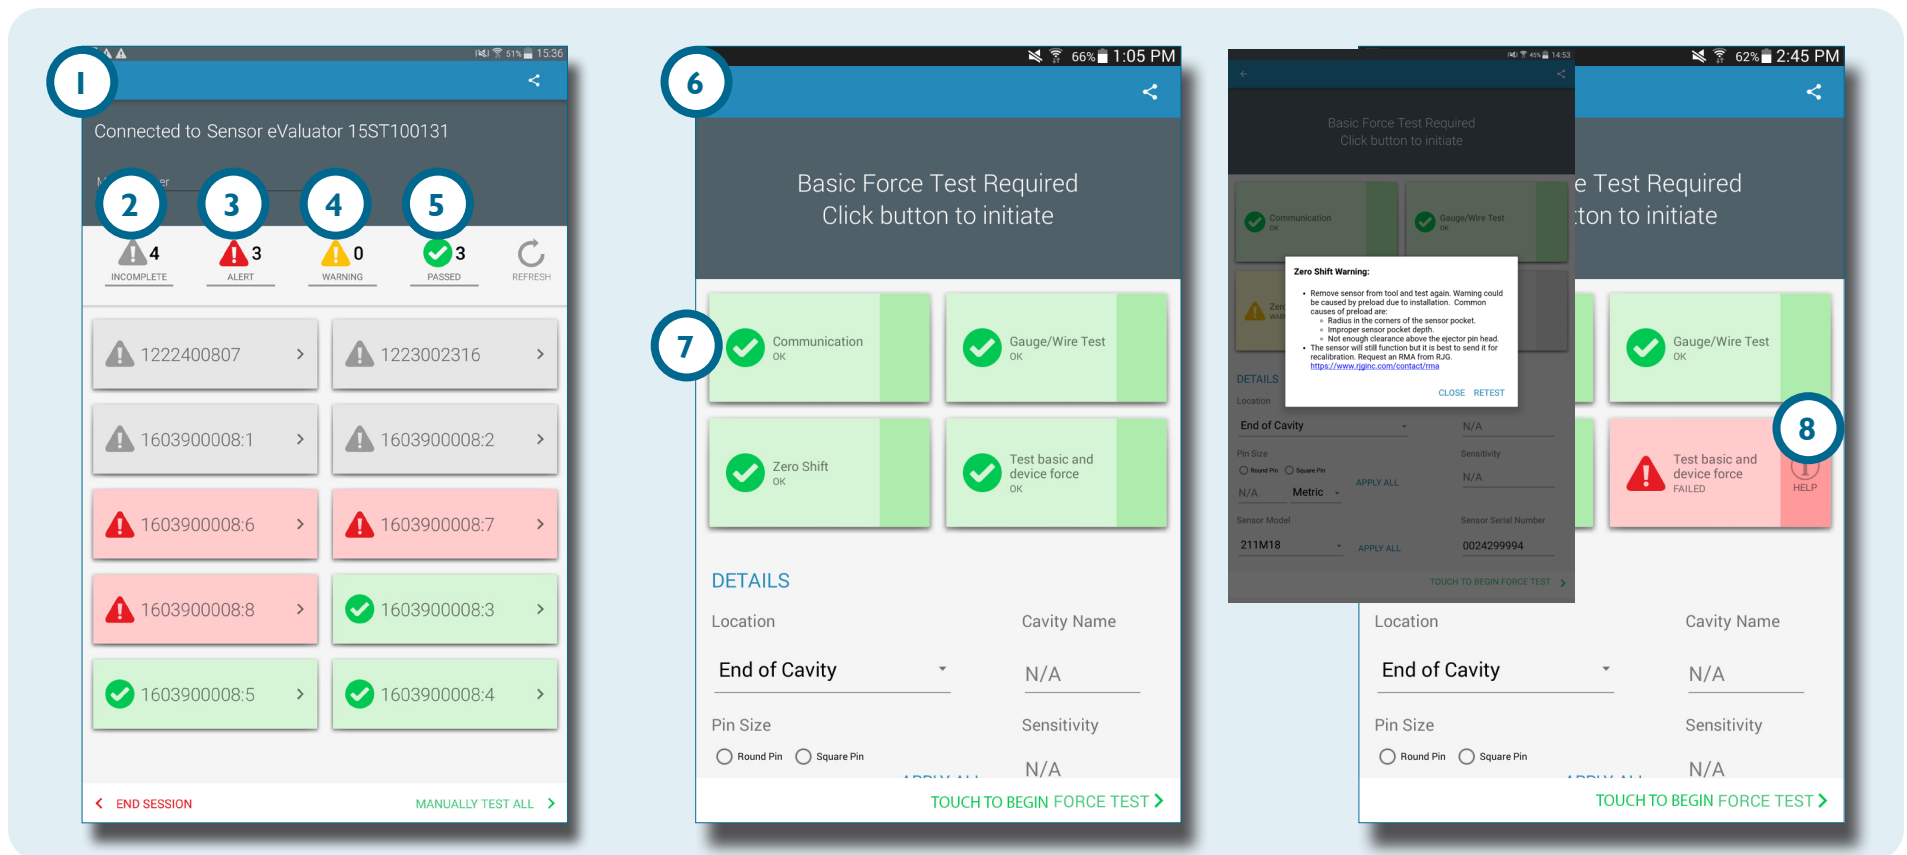 1
51% 15:36
Connected to Sensor eValuator 15ST100131
2
3
4
5
4
INCOMPLETE
3
ALERT
0
WARNING
3
PASSED
REFRESH
1222400807
1223002316
1603900008:1
1603900008:2
1603900008:6
1603900008:7
1603900008:8
1603900008:3
1603900008:5
1603900008:4
END SESSION
MANUALLY TEST ALL
6
66% 1:05 PM
Basic Force Test Required
Click button to initiate
7
Communication
OK
Gauge/Wire Test
OK
Zero Shift
OK
Test basic and
device force
OK
DETAILS
Location
Cavity Name
End of Cavity
N/A
Pin Size
Sensitivity
Round Pin
Square Pin
APPLY ALL
N/A
TOUCH TO BEGIN FORCE TEST
45% 14:53
Basic Force Test Required
Click button to initiate
Communication
OK
Gauge/Wire Test
OK
Zero Shift Warning:
• Remove sensor from tool and test again. Warning could
be caused by preload due to installation. Common
causes of preload are:
Radius in the corners of the sensor pocket.
Improper sensor pocket depth.
Not enough clearance above the ejector pin head.
• The sensor will still function but it is best to send it for
recalibration. Request an RMA from RJG.
https://www.rjginc.com/contact/rma
CLOSE RETEST
DETAILS
Location
End of Cavity
N/A
Pin Size
Sensitivity
Round Pin
Square Pin
APPLY ALL
N/A
N/A
Metric
Sensor Model
Sensor Serial Number
211M18
APPLY ALL
0024299994
TOUCH TO BEGIN FORCE TEST
62% 2:45 PM
e Test Required
ton to initiate
Gauge/Wire Test
OK
8
Test basic and
device force
FAILED
HELP
Location
Cavity Name
End of Cavity
N/A
Pin Size
Sensitivity
Round Pin
Square Pin
APPLY ALL
N/A
TOUCH TO BEGIN FORCE TEST